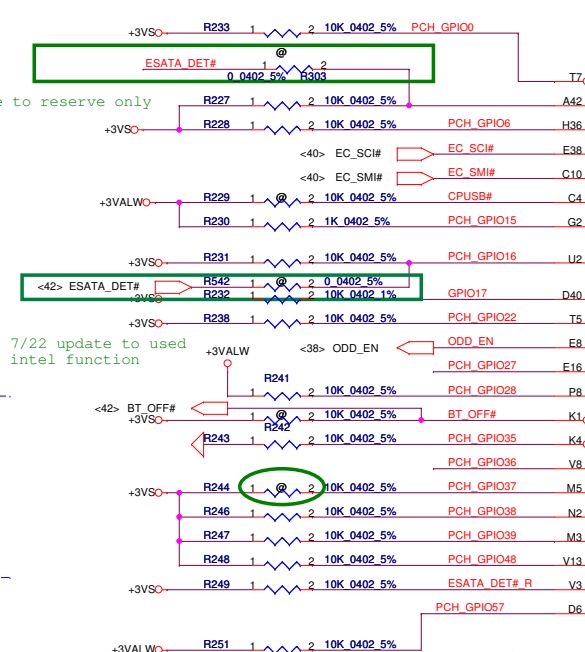 +3VS R233 1 2 10K_0402_5% PCH_GPIO0
@
ESATA_DET# 1 2
0_0402_5% R303 T7
e to reserve only R227 1 2 10K_0402_5% A42
+3VS R228 1 2 10K_0402_5% PCH_GPIO6 H36
<40> EC_SCI# EC_SCI# E38
<40> EC_SMI# EC_SMI# C10
+3VALW R229 1 @ 2 10K_0402_5% CPUSB# C4
R230 1 2 1K_0402_5% PCH_GPIO15 G2
+3VS R231 1 2 10K_0402_5% PCH_GPIO16 U2
<42> ESATA_DET# R542 1 @ 2 0_0402_5%
+3VS R232 1 2 10K_0402_1% GPIO17 D40
+3VS R238 1 2 10K_0402_5% PCH_GPIO22 T5
7/22 update to used
intel function
+3VALW <38> ODD_EN ODD_EN E8
PCH_GPIO27 E16
R241 1 2 10K_0402_5% PCH_GPIO28 P8
<42> BT_OFF#
+3VS 1 @ 2 10K_0402_5% BT_OFF# K1
R242
R243 1 2 10K_0402_5% PCH_GPIO35 K4
PCH_GPIO36 V8
+3VS R244 1 @ 2 10K_0402_5% PCH_GPIO37 M5
R246 1 2 10K_0402_5% PCH_GPIO38 N2
R247 1 2 10K_0402_5% PCH_GPIO39 M3
R248 1 2 10K_0402_5% PCH_GPIO48 V13
+3VS R249 1 2 10K_0402_5% ESATA_DET#_R V3
PCH_GPIO57 D6
+3VALW R251 1 2 10K_0402_5%